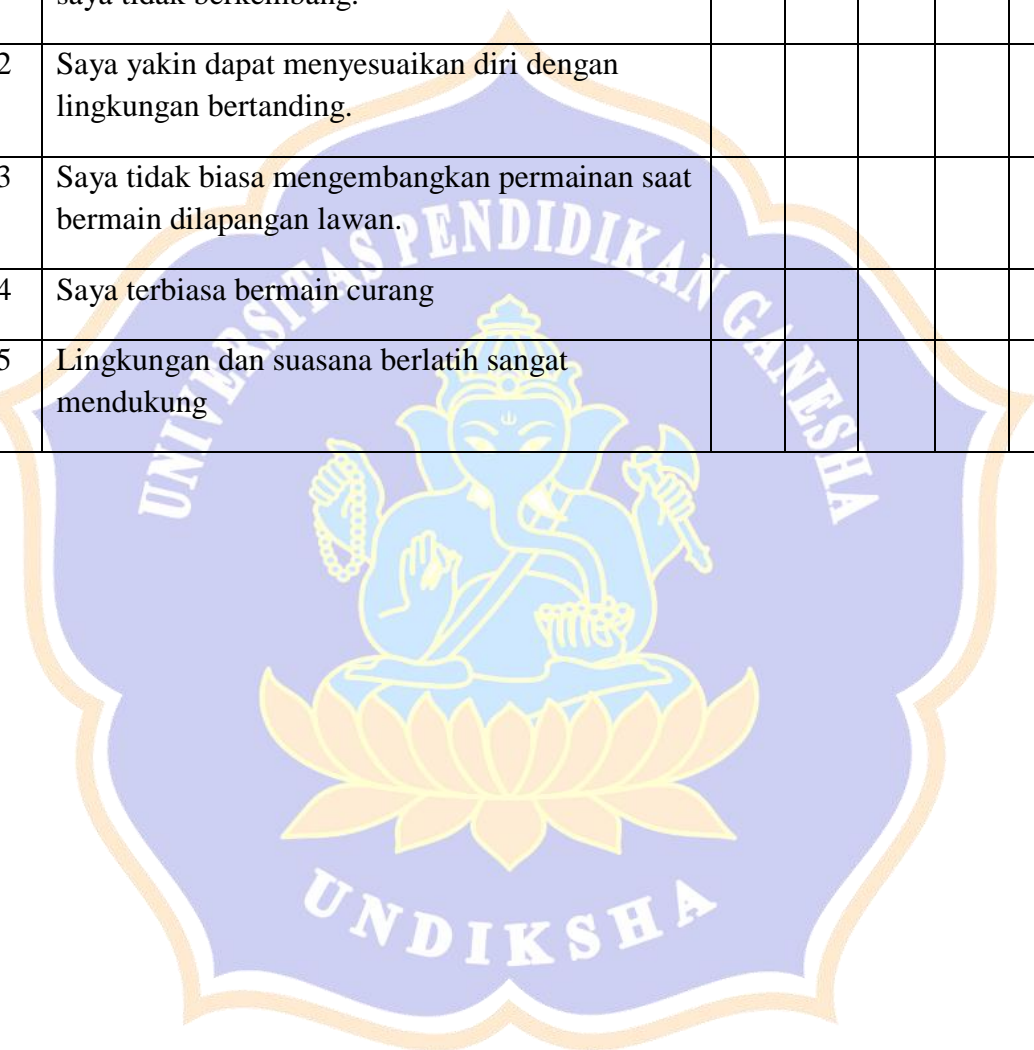 saya tidak berkembang.
2 Saya yakin dapat menyesuaikan diri dengan
lingkungan bertanding.
3 Saya tidak biasa mengembangkan permainan saat
bermain dilapangan lawan.
4 Saya terbiasa bermain curang
5 Lingkungan dan suasana berlatih sangat
mendukung
UNIVERSITAS PENDIDIKAN GANESHA
UNDIKSHA